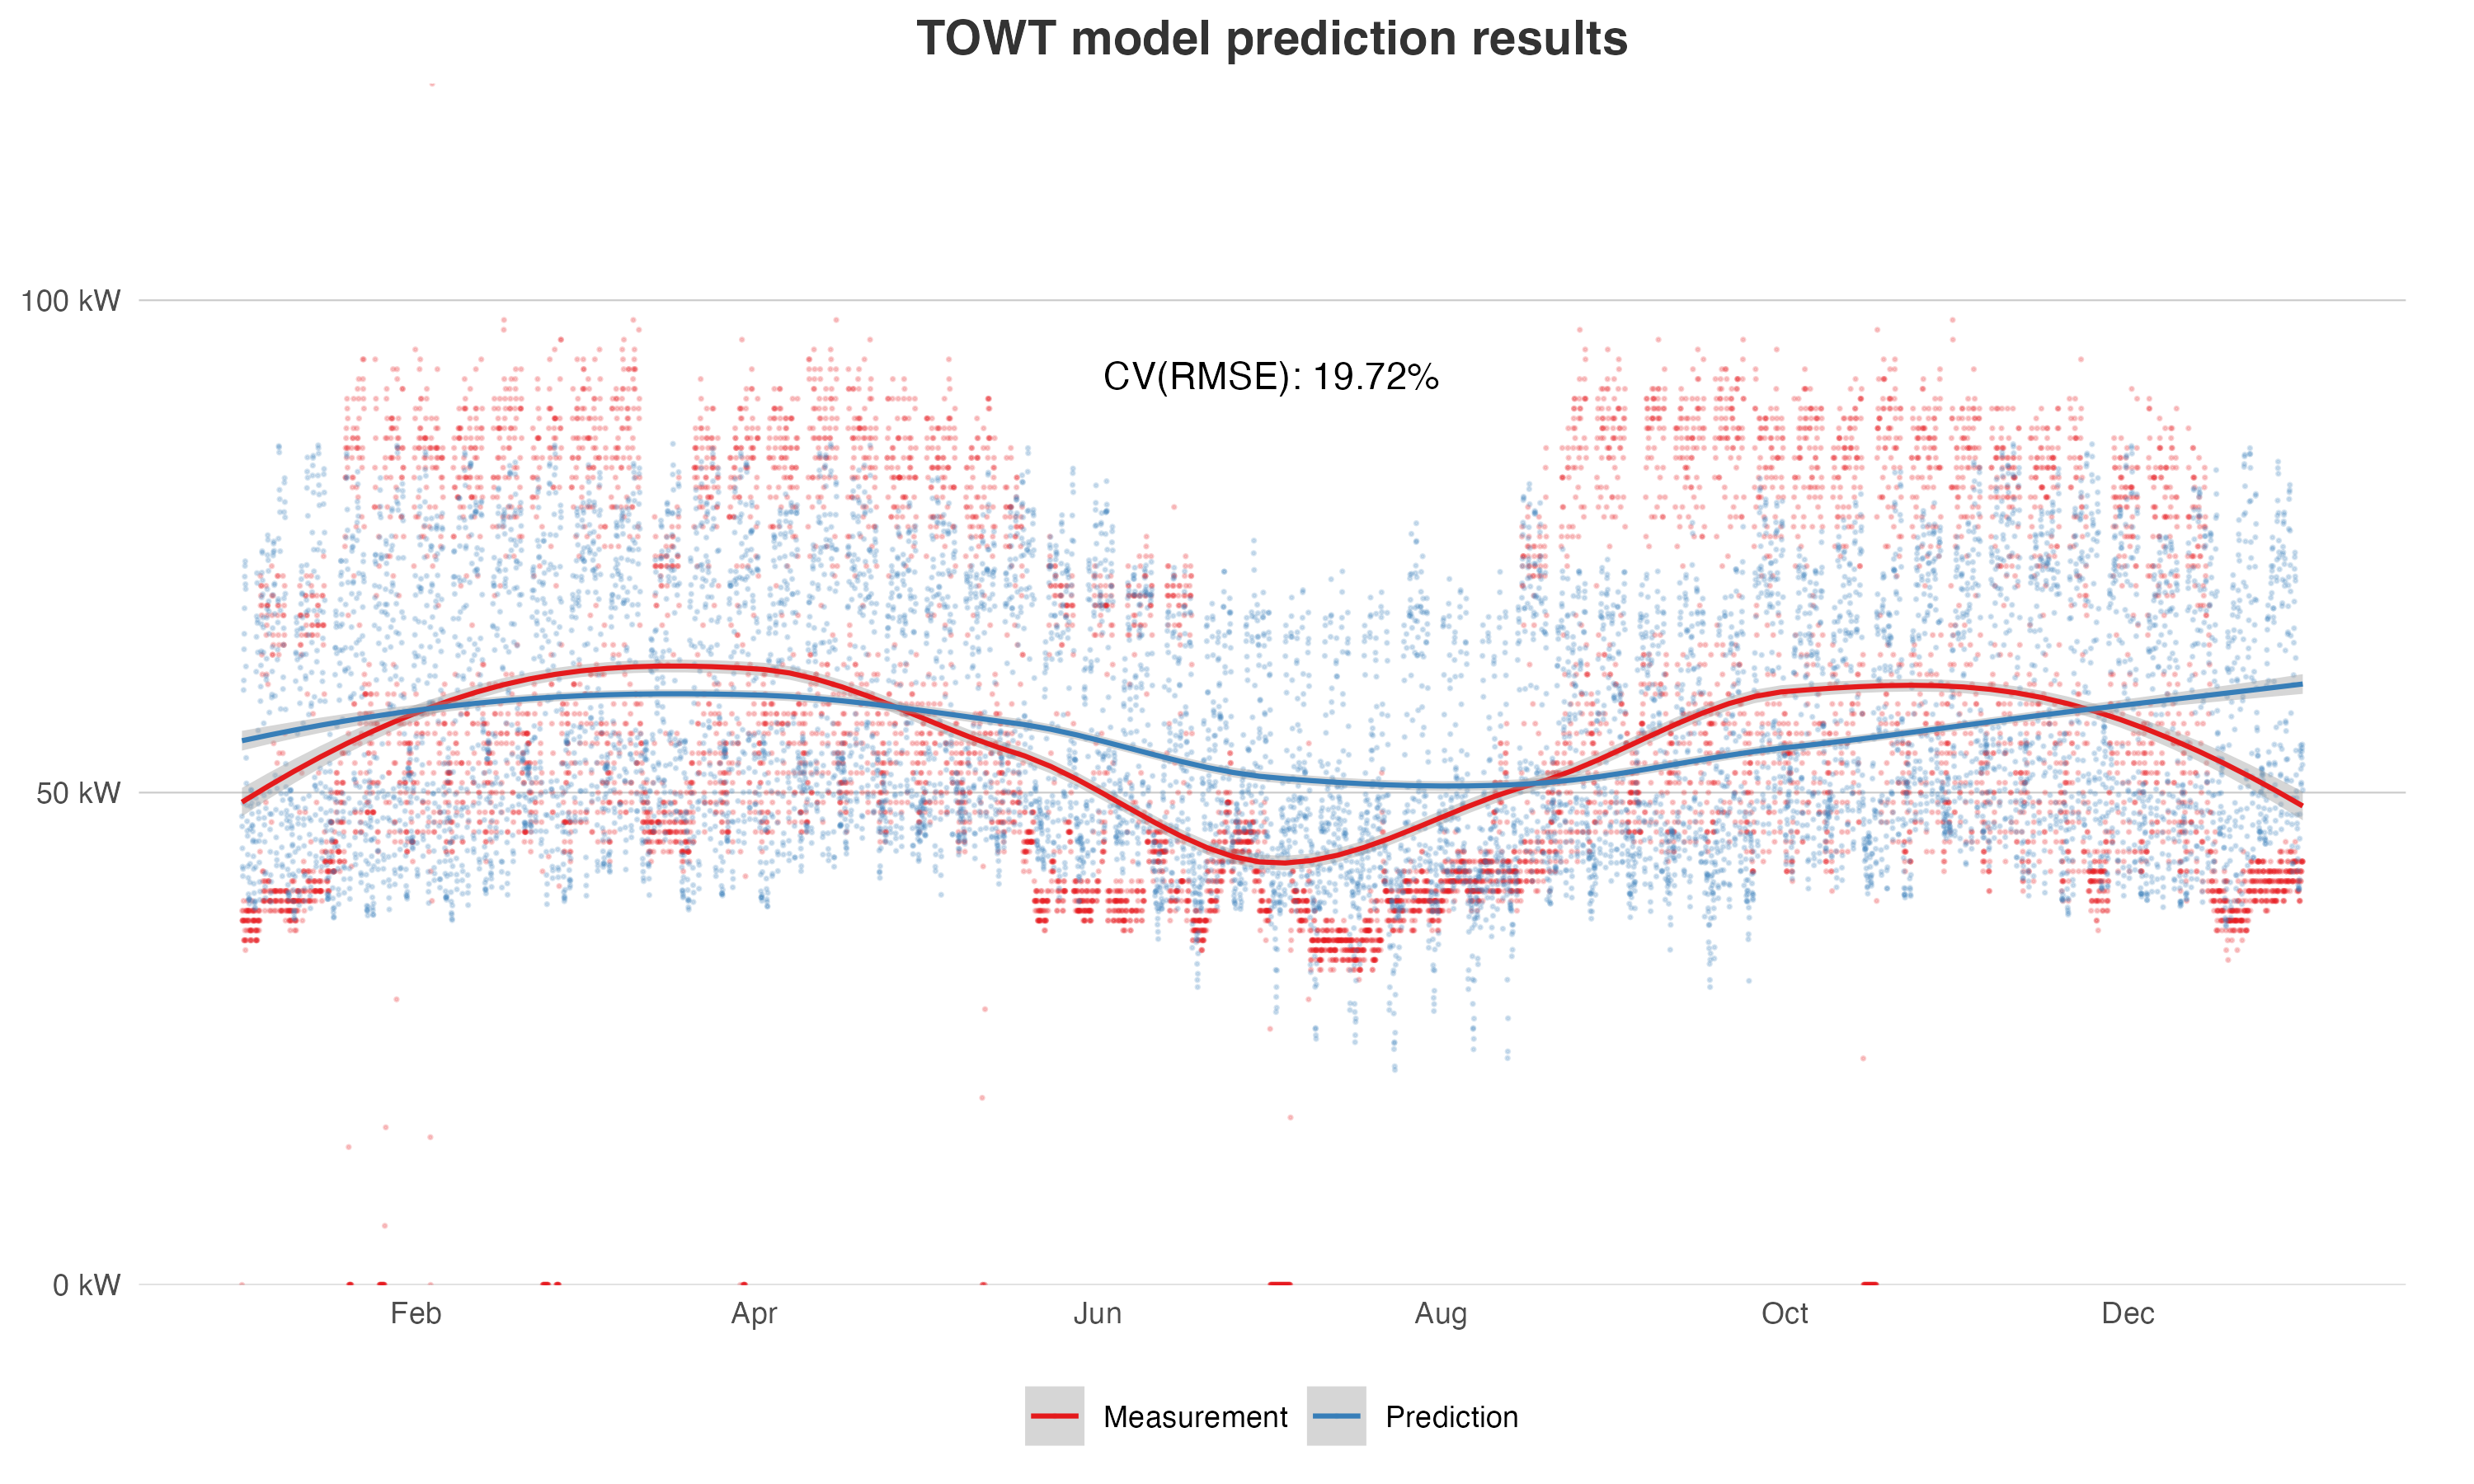 TOWT model prediction results
100 kW
CV(RMSE): 19.72%
50 kW
0 kW
Feb Apr Jun Aug Oct Dec
Measurement Prediction